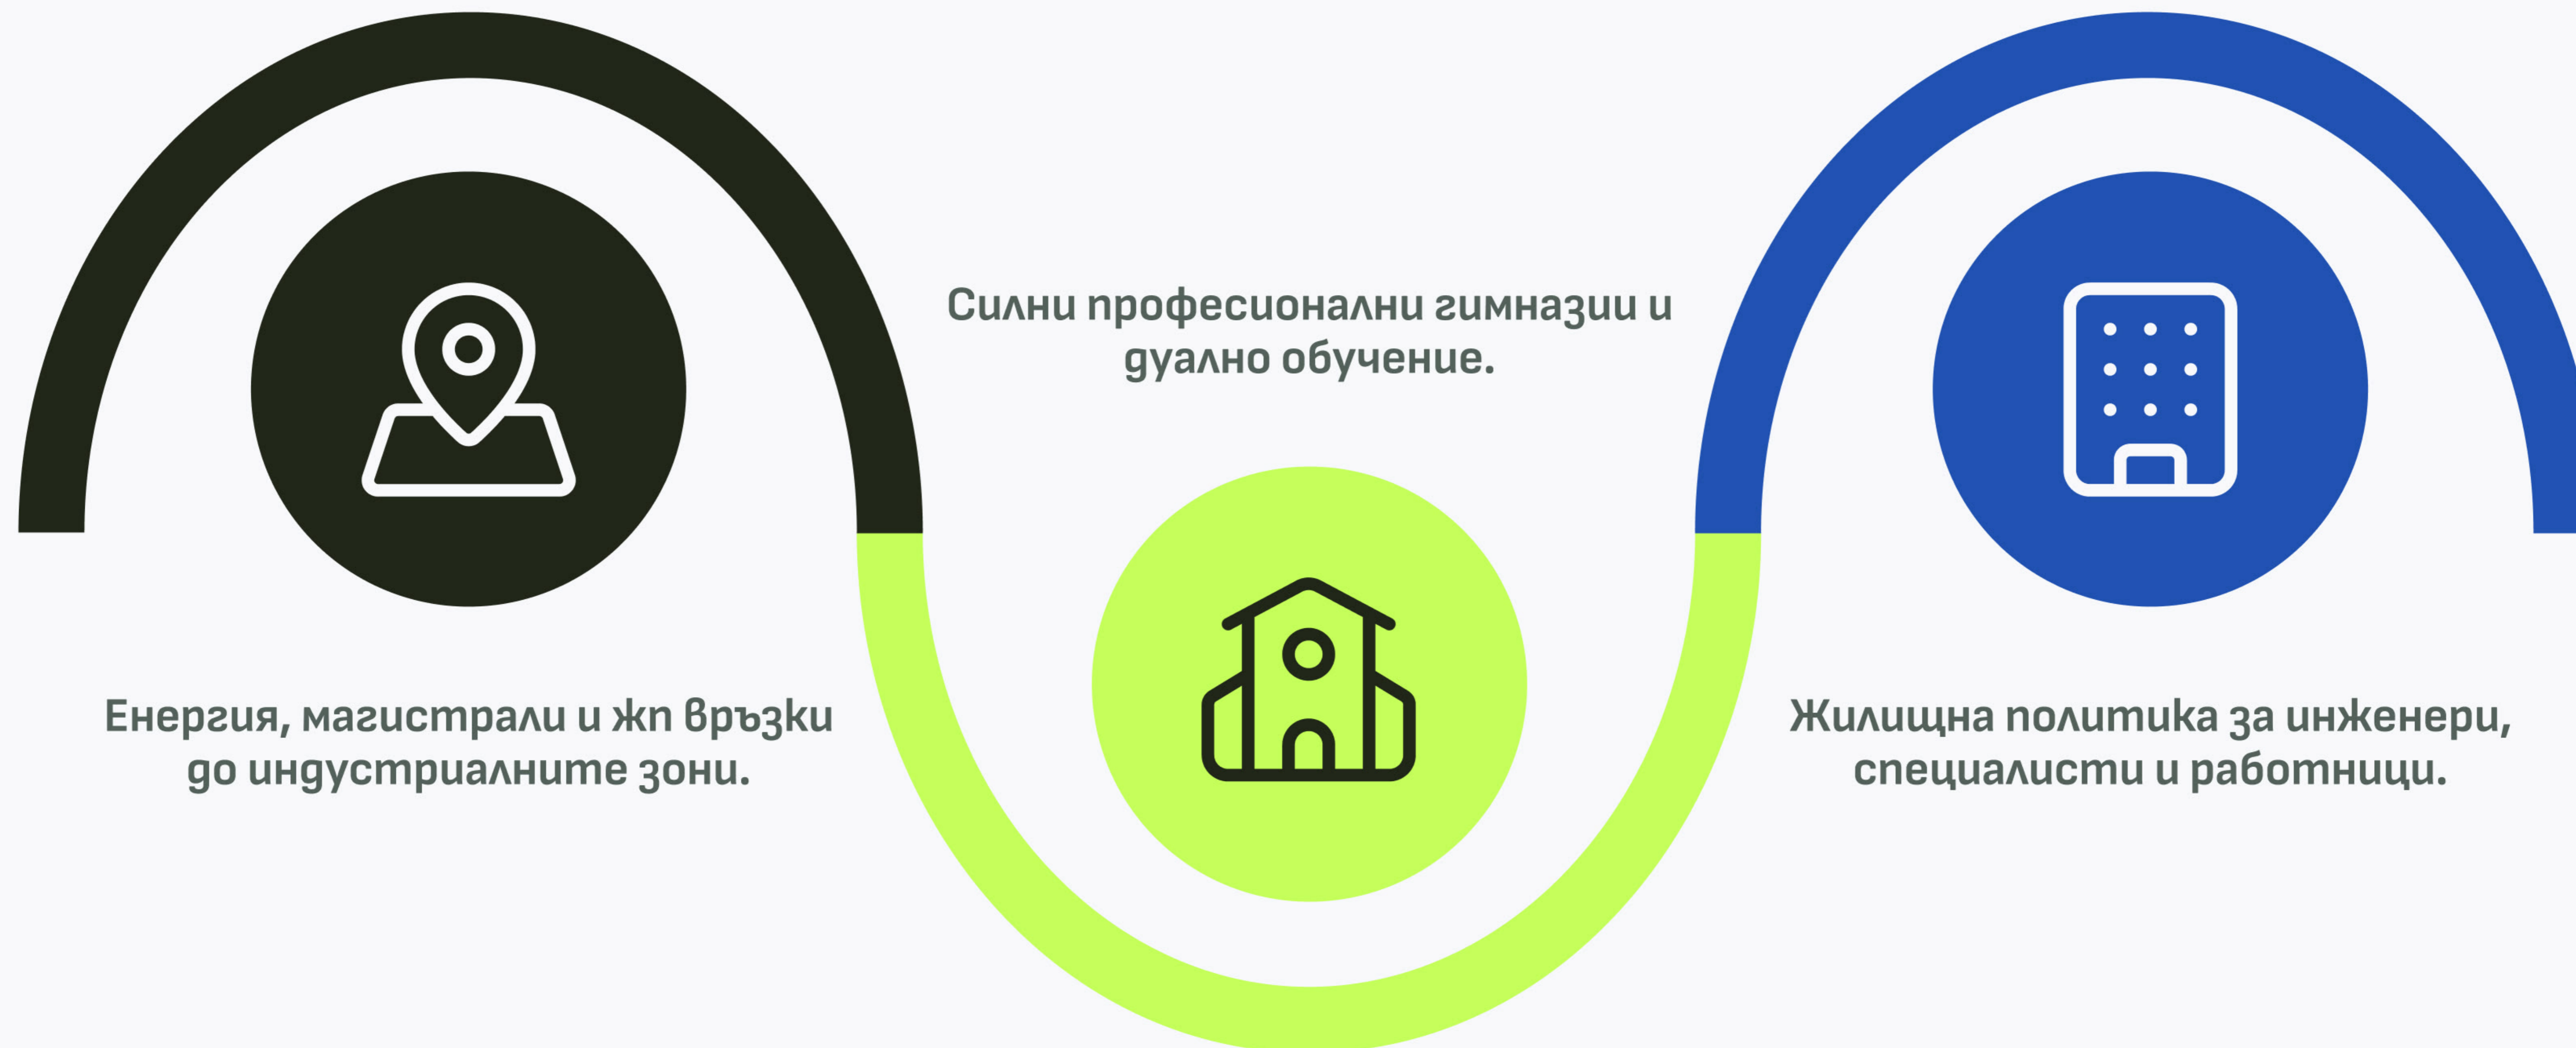 Енергия, магистрали и жп връзки
до индустриалните зони.
Силни професионални гимназии и
дуално обучение.
Жилищна политика за инженери,
специалисти и работници.